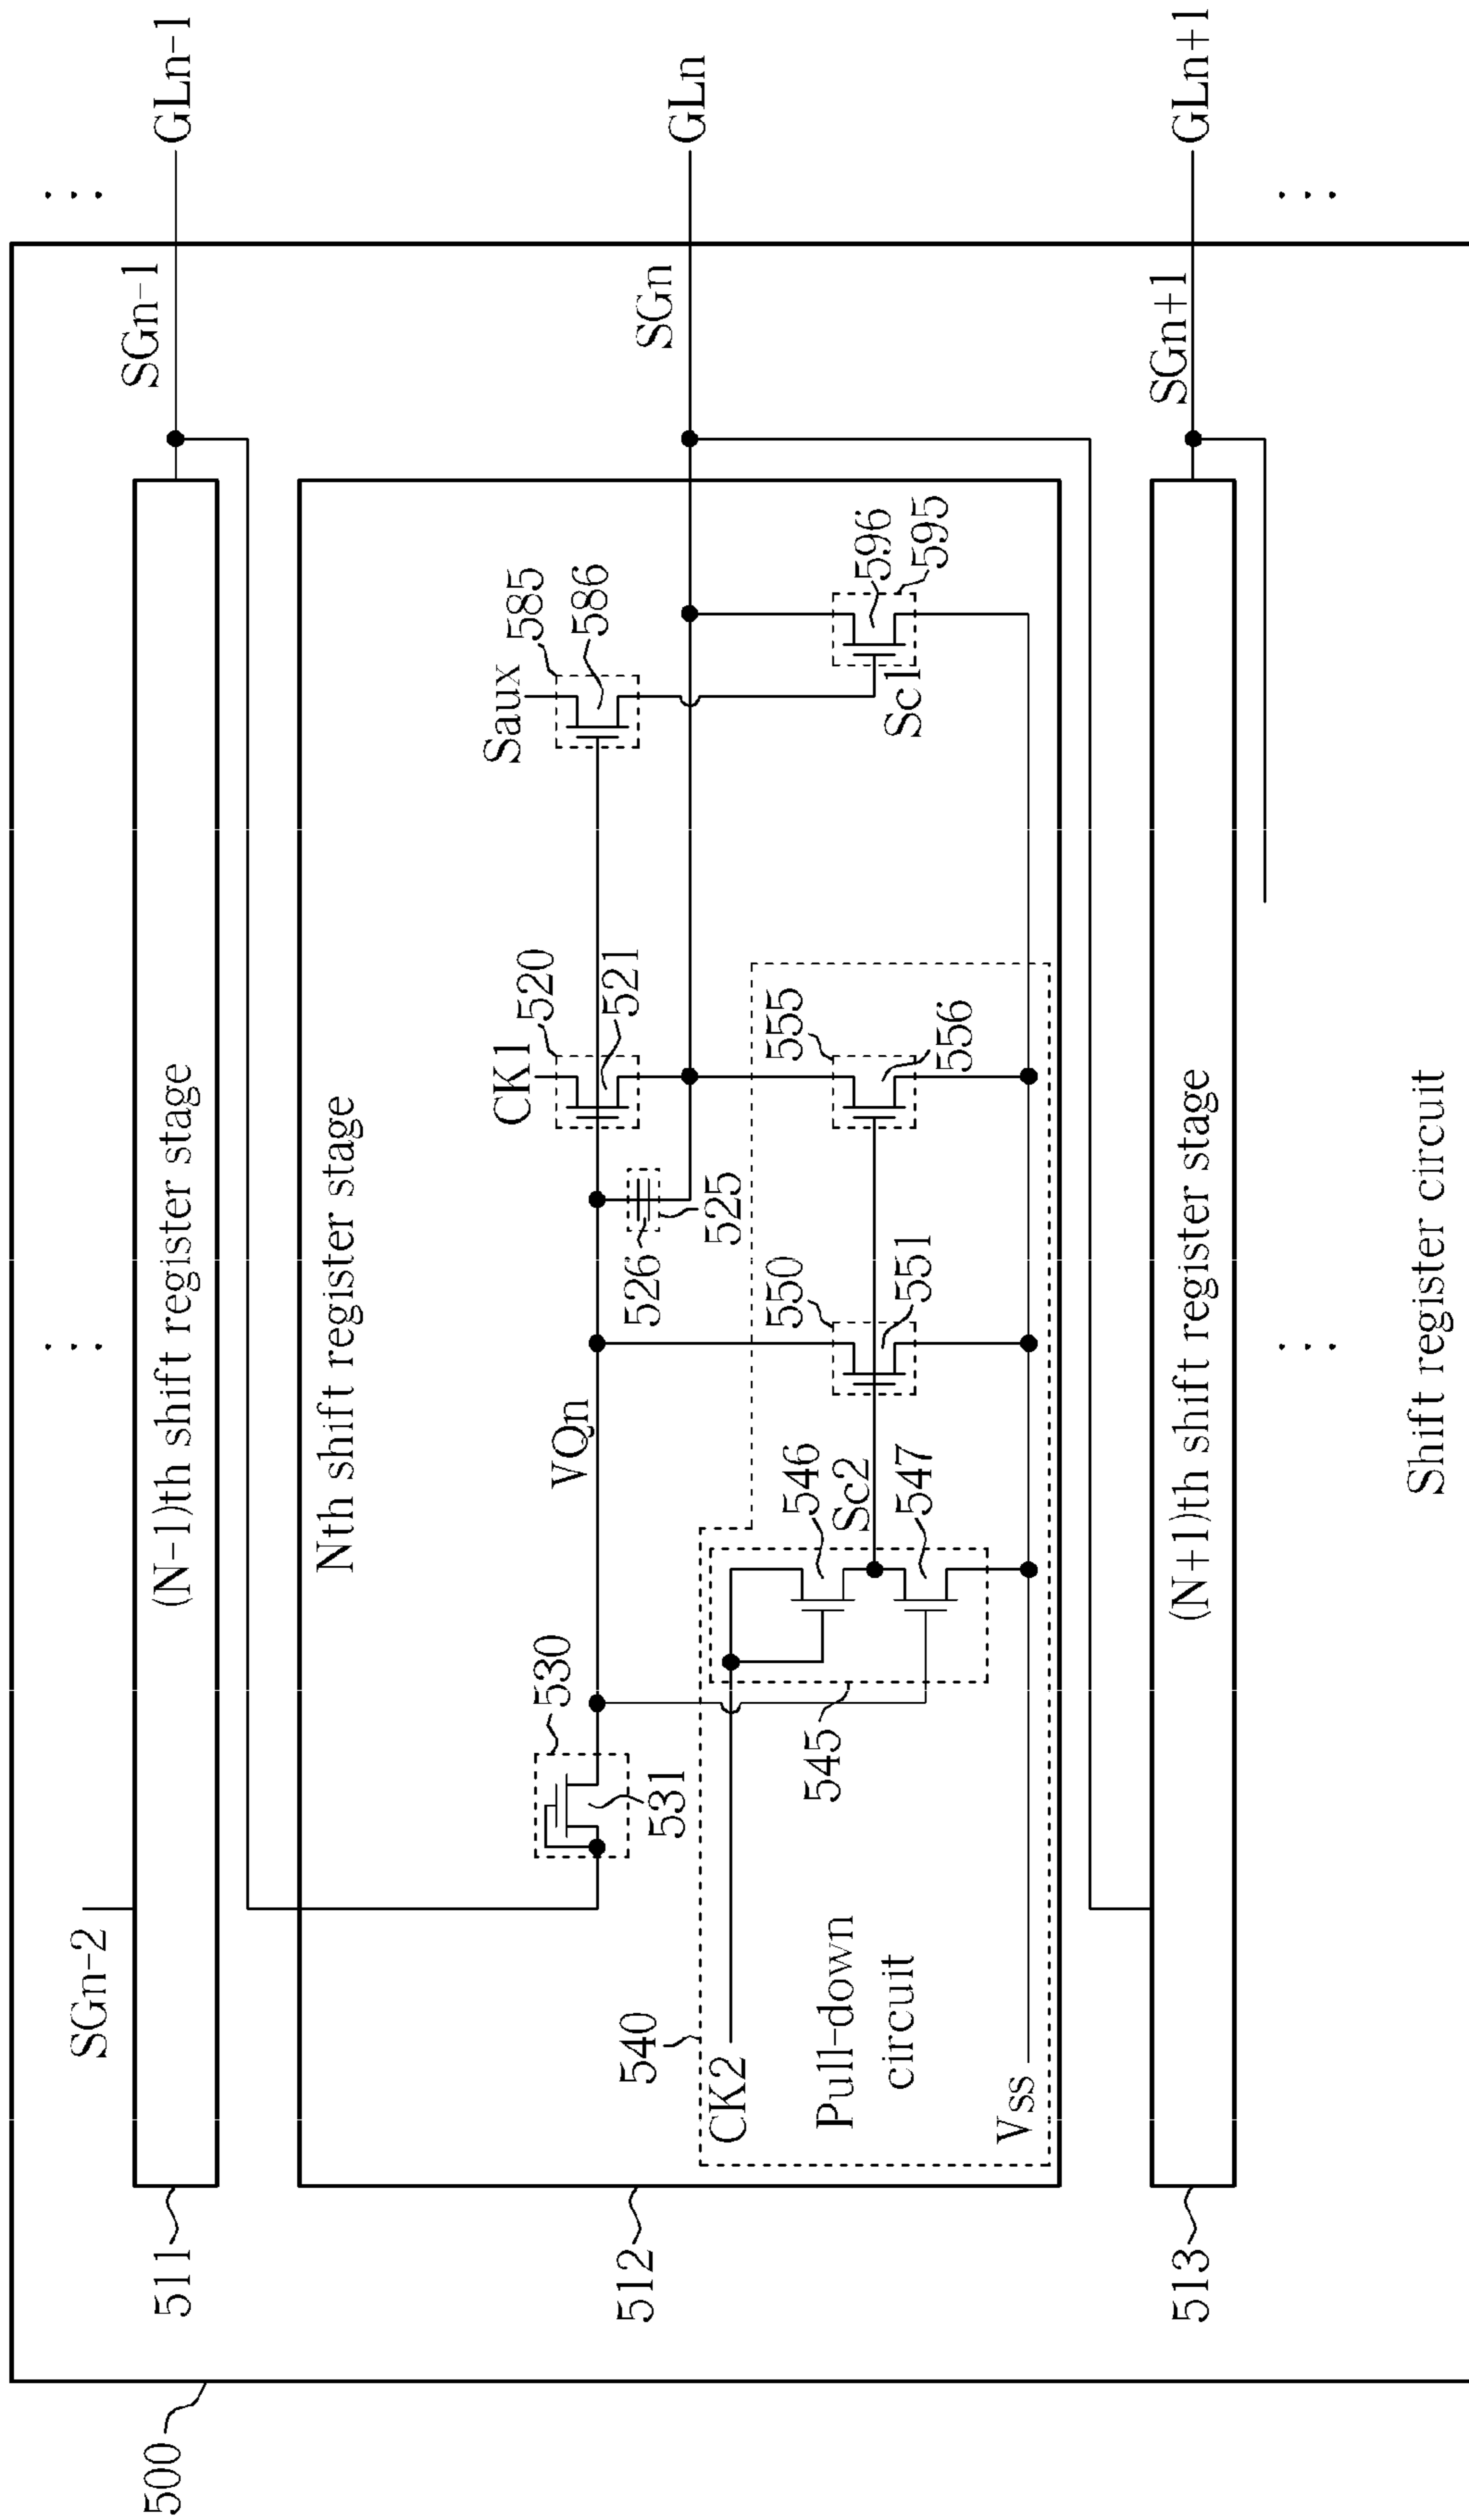 500
511
SGn-2
(N-1)th shift register stage
SGn-1
GLn-1
512
Nth shift register stage
530
531
VQn
526
525
CK1
520
521
Saux
585
586
SGn
GLn
540
CK2
Pull-down
circuit
Vss
545
546
Sc2
547
550
551
555
556
Sc1
596
595
513
(N+1)th shift register stage
SGn+1
GLn+1
Shift register circuit